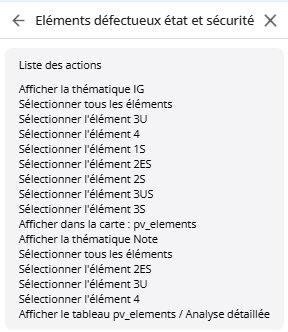 Eléments défectueux état et sécurité
Liste des actions
Afficher la thématique IG
Sélectionner tous les éléments
Sélectionner l'élément 3U
Sélectionner l'élément 4
Sélectionner l'élément 1S
Sélectionner l'élément 2ES
Sélectionner l'élément 2S
Sélectionner l'élément 3US
Sélectionner l'élément 3S
Afficher dans la carte : pv_elements
Afficher la thématique Note
Sélectionner tous les éléments
Sélectionner l'élément 2ES
Sélectionner l'élément 3U
Sélectionner l'élément 4
Afficher le tableau pv_elements / Analyse détaillée